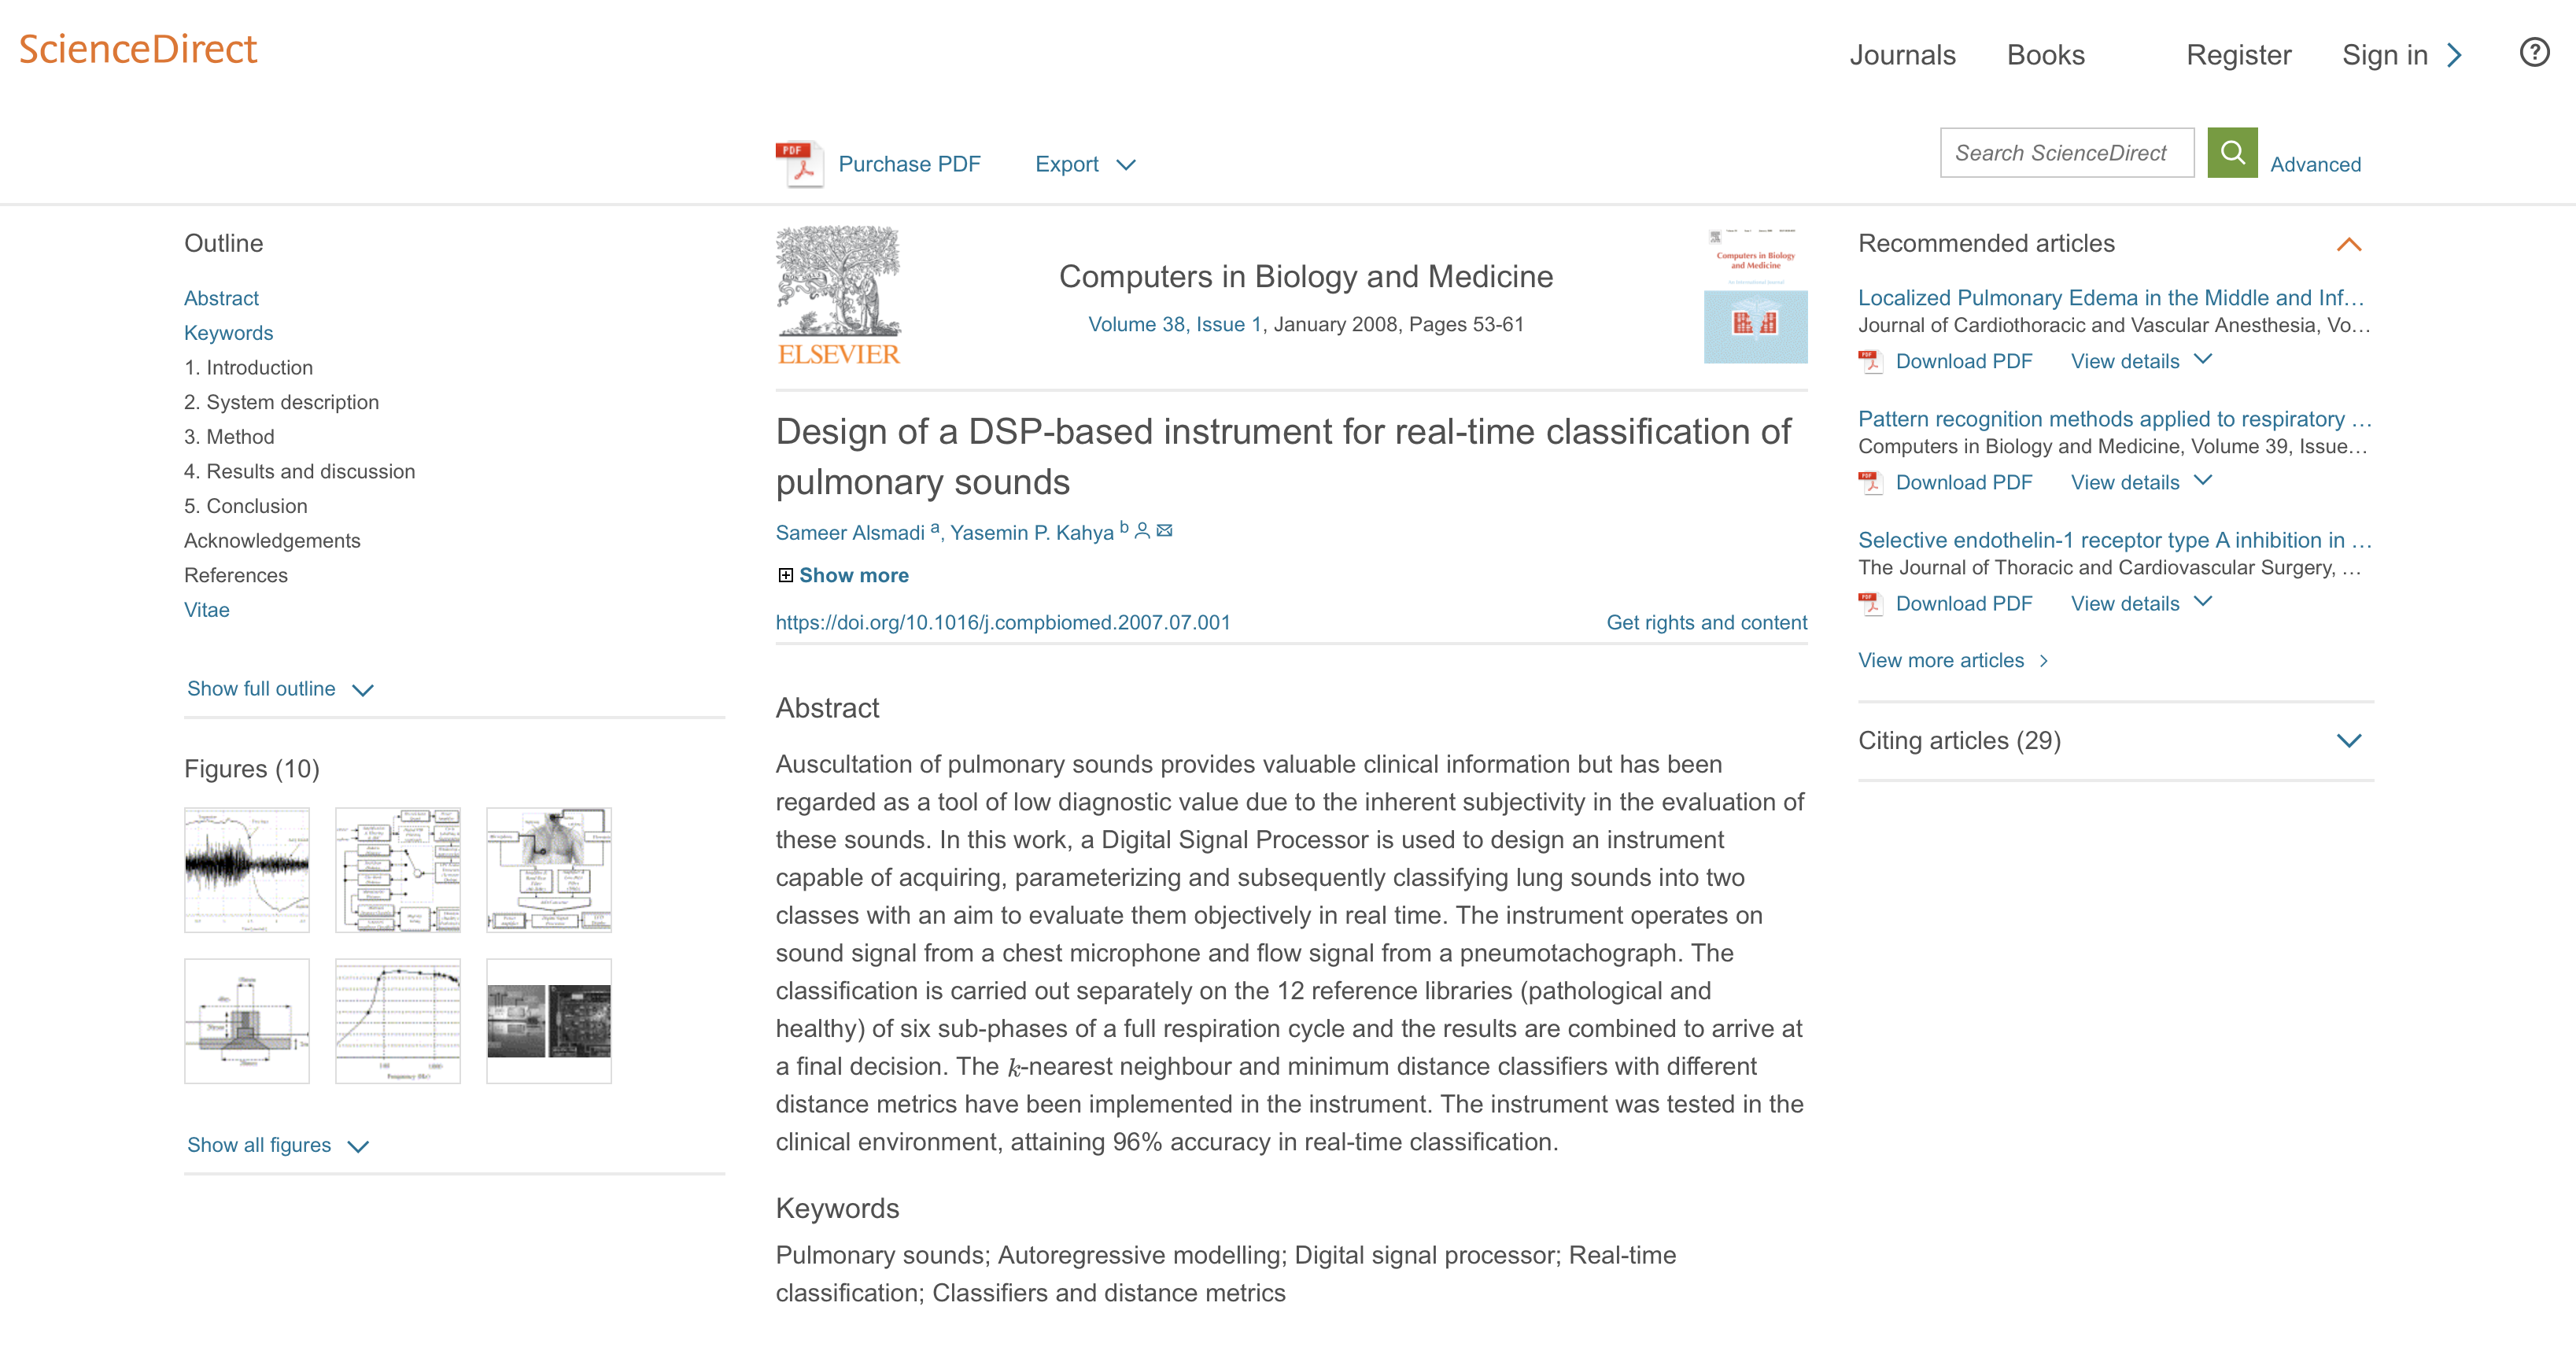 ScienceDirect
Journals Books Register Sign in
Purchase PDF Export
Search ScienceDirect
Advanced
Outline
Abstract
Keywords
1. Introduction
2. System description
3. Method
4. Results and discussion
5. Conclusion
Acknowledgements
References
Vitae
Show full outline
Figures (10)
Show all figures
ELSEVIER
Computers in Biology and Medicine
Volume 38, Issue 1, January 2008, Pages 53-61
Computers in Biology
and Medicine
Design of a DSP-based instrument for real-time classification of
pulmonary sounds
Sameer Alsmadi a, Yasemin P. Kahya b
Show more
https://doi.org/10.1016/j.compbiomed.2007.07.001
Get rights and content
Abstract
Auscultation of pulmonary sounds provides valuable clinical information but has been
regarded as a tool of low diagnostic value due to the inherent subjectivity in the evaluation of
these sounds. In this work, a Digital Signal Processor is used to design an instrument
capable of acquiring, parameterizing and subsequently classifying lung sounds into two
classes with an aim to evaluate them objectively in real time. The instrument operates on
sound signal from a chest microphone and flow signal from a pneumotachograph. The
classification is carried out separately on the 12 reference libraries (pathological and
healthy) of six sub-phases of a full respiration cycle and the results are combined to arrive at
a final decision. The k-nearest neighbour and minimum distance classifiers with different
distance metrics have been implemented in the instrument. The instrument was tested in the
clinical environment, attaining 96% accuracy in real-time classification.
Keywords
Pulmonary sounds; Autoregressive modelling; Digital signal processor; Real-time
classification; Classifiers and distance metrics
Recommended articles
Localized Pulmonary Edema in the Middle and Inf…
Journal of Cardiothoracic and Vascular Anesthesia, Vo…
Download PDF View details
Pattern recognition methods applied to respiratory …
Computers in Biology and Medicine, Volume 39, Issue…
Download PDF View details
Selective endothelin-1 receptor type A inhibition in …
The Journal of Thoracic and Cardiovascular Surgery, …
Download PDF View details
View more articles
Citing articles (29)